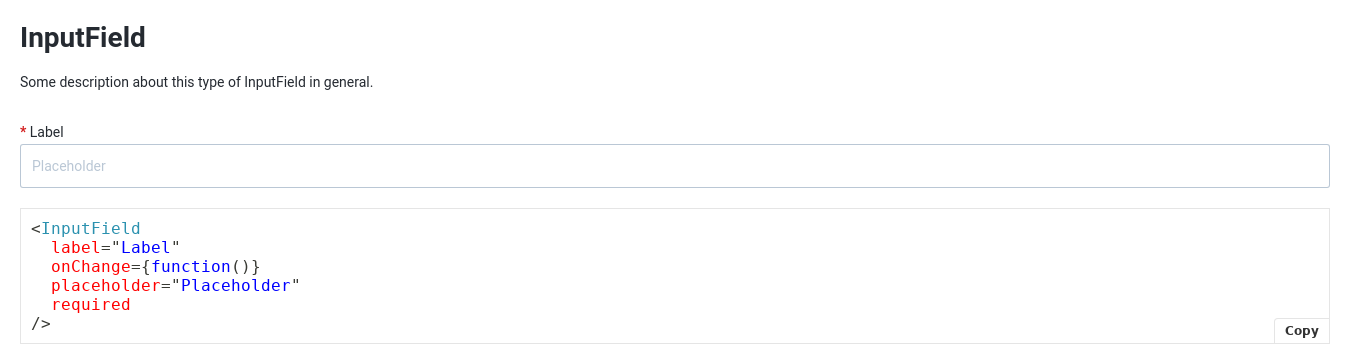 InputField
Some description about this type of InputField in general.
* Label
Placeholder
<InputField
  label="Label"
  onChange={function()}
  placeholder="Placeholder"
  required
/>
Copy